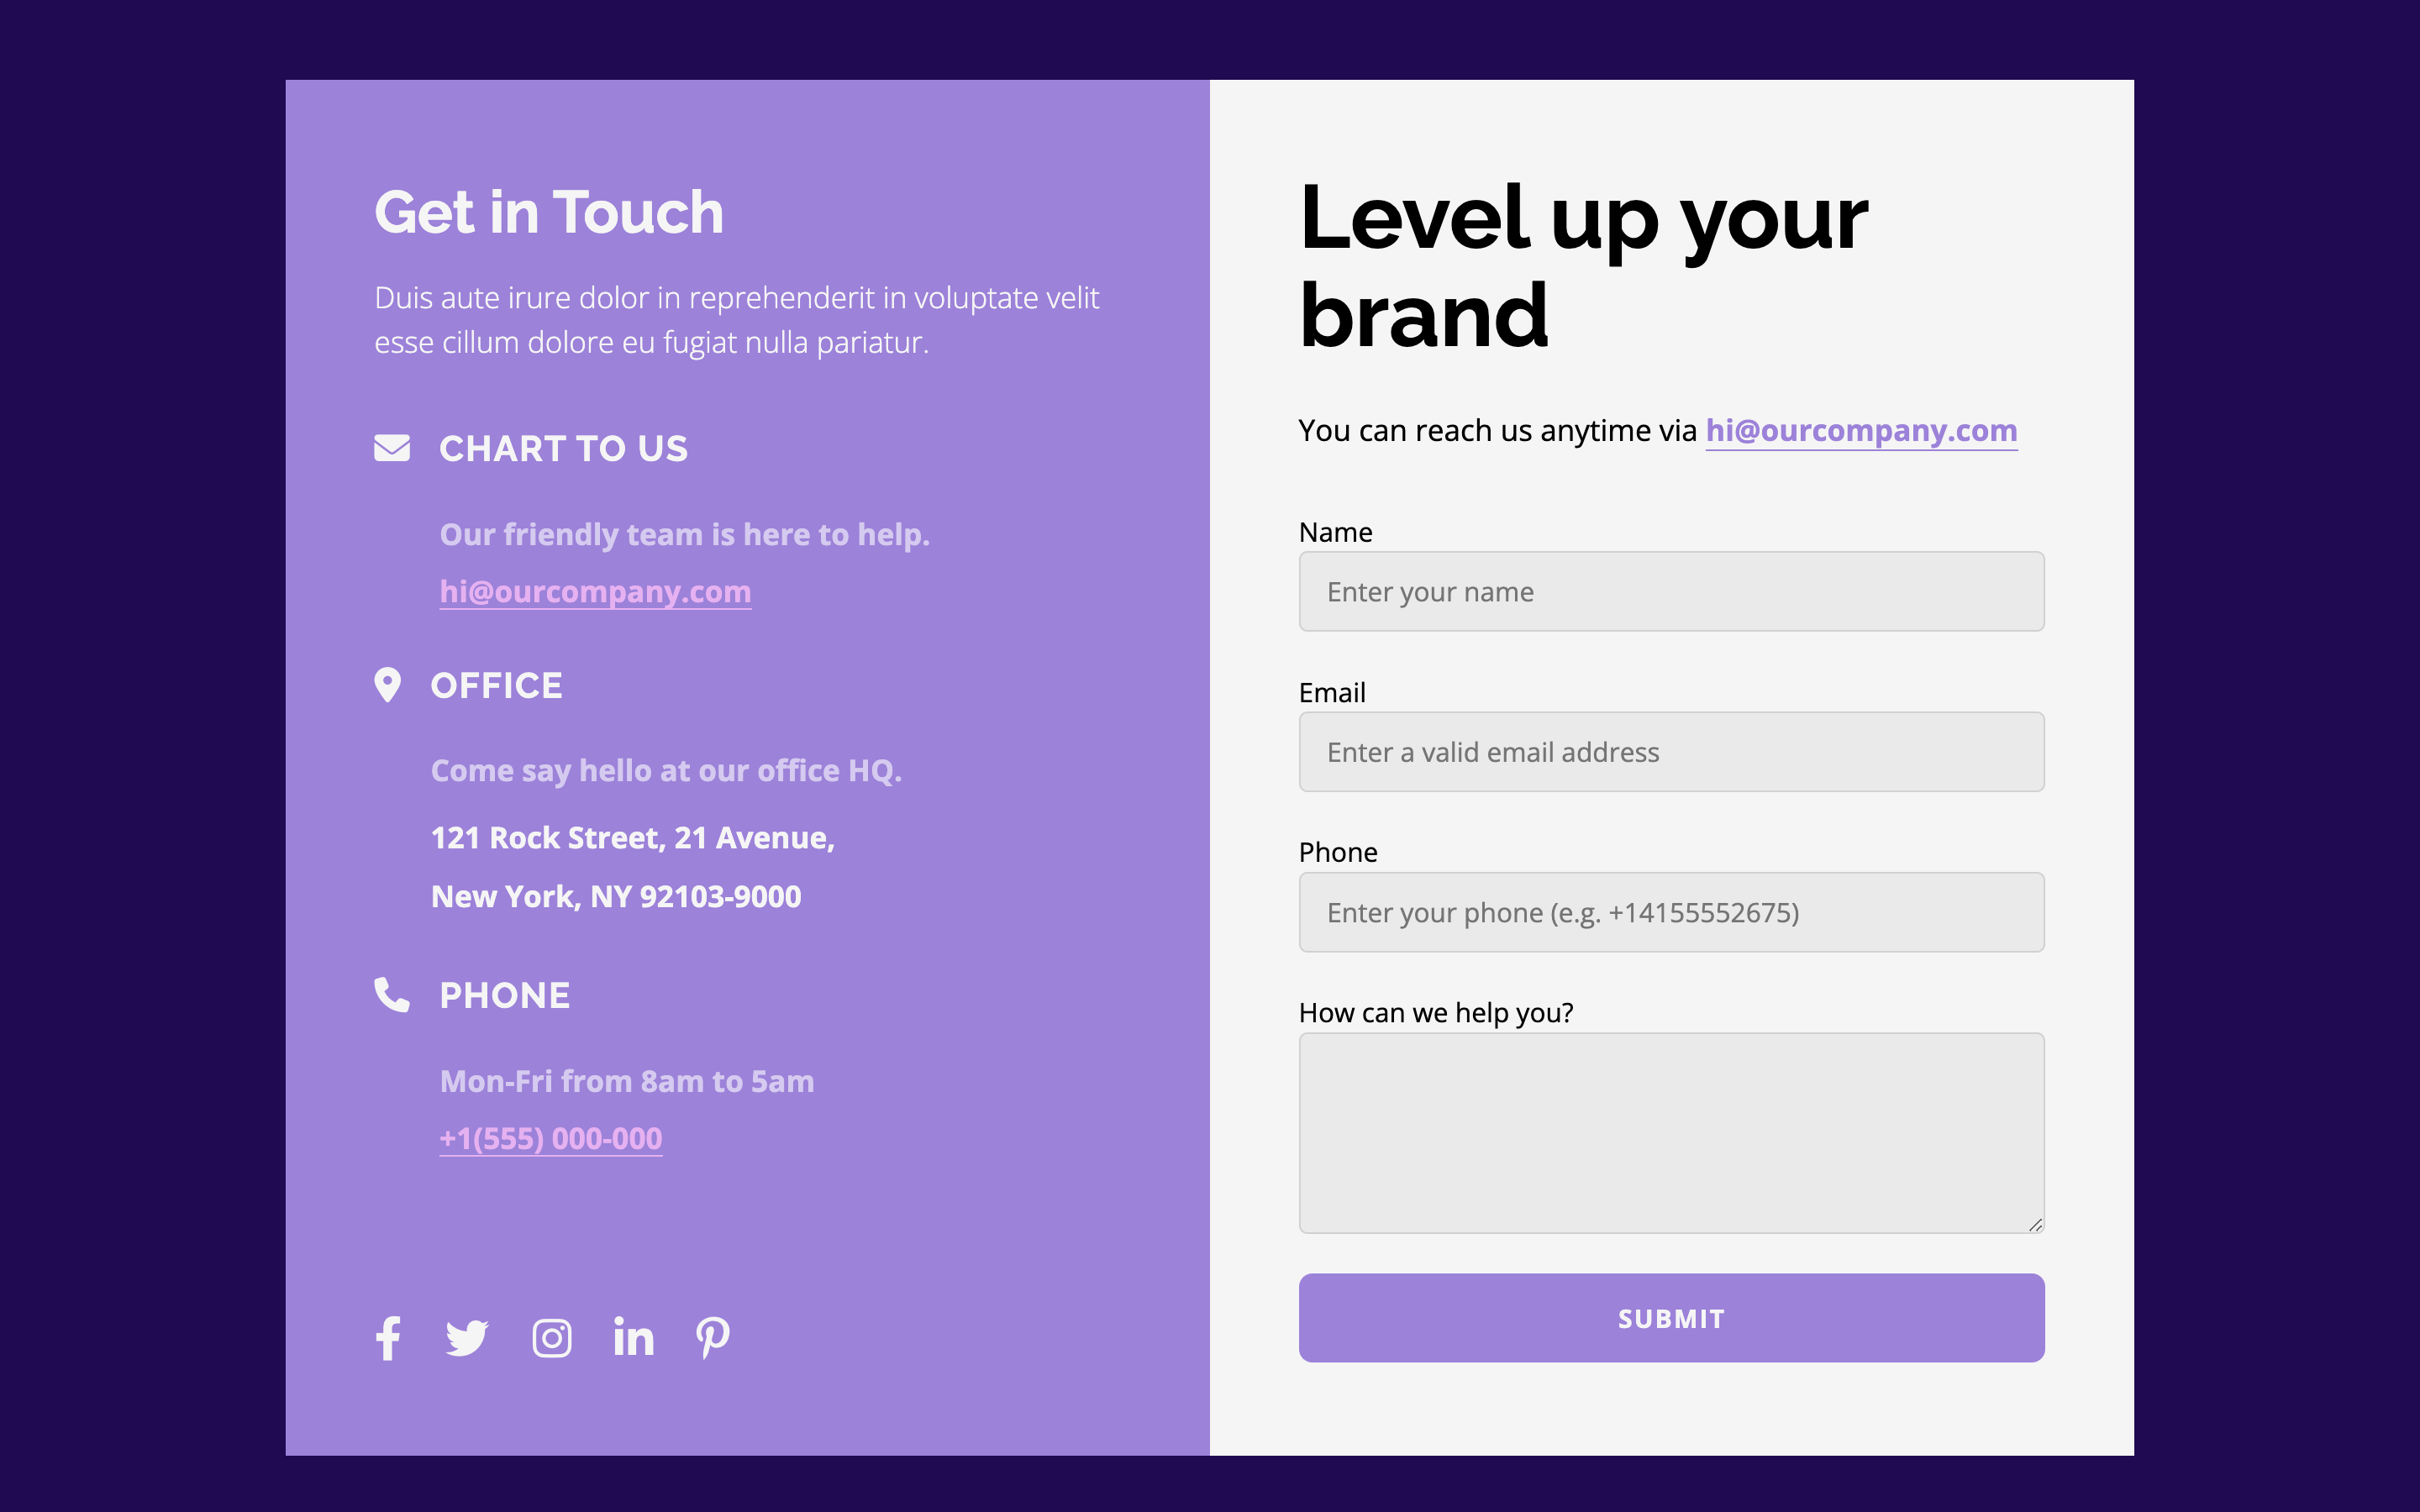 Get in Touch
Duis aute irure dolor in reprehenderit in voluptate velit
esse cillum dolore eu fugiat nulla pariatur.
CHART TO US
Our friendly team is here to help.
hi@ourcompany.com
OFFICE
Come say hello at our office HQ.
121 Rock Street, 21 Avenue,
New York, NY 92103-9000
PHONE
Mon-Fri from 8am to 5am
+1(555) 000-000
Level up your
brand
You can reach us anytime via hi@ourcompany.com
Name
Enter your name
Email
Enter a valid email address
Phone
Enter your phone (e.g. +14155552675)
How can we help you?
SUBMIT